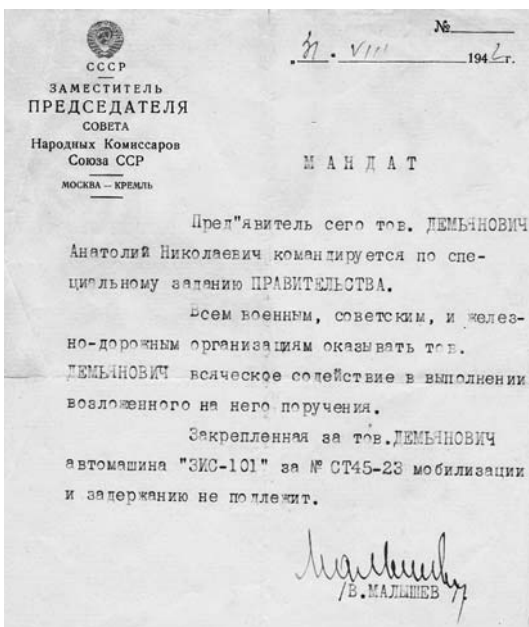 СССР
ЗАМЕСТИТЕЛЬ
ПРЕДСЕДАТЕЛЯ
СОВЕТА
Народных Комиссаров
Союза ССР
МОСКВА — КРЕМЛЬ
№
"31" VIII 1942 г.
МАНДАТ
Пред"явитель сего тов. ДЕМЬЯНОВИЧ
Анатолий Николаевич командируется по спе-
циальному заданию ПРАВИТЕЛЬСТВА.
Всем военным, советским, и желез-
но-дорожным организациям оказывать тов.
ДЕМЬЯНОВИЧ всяческое содействие в выполнении
возложенного на него поручения.
Закрепленная за тов.ДЕМЬЯНОВИЧ
автомашина "ЗИС-101" за № СТ45-23 мобилизации
и задержанию не подлежит.
Малышев
/В.МАЛЫШЕВ/